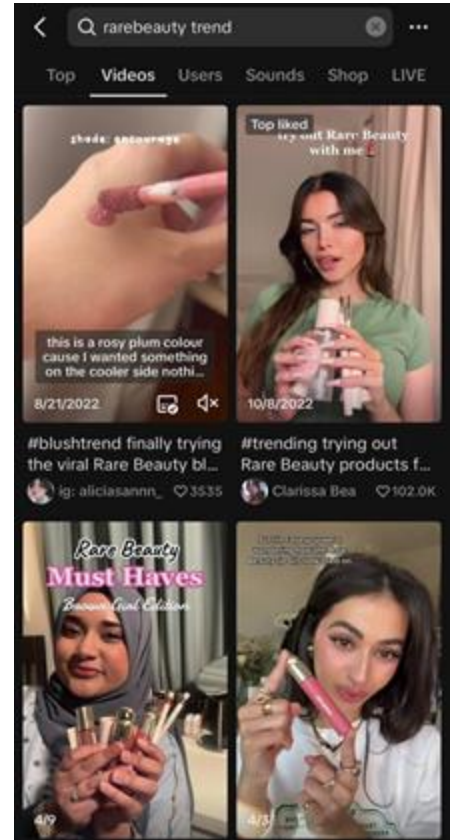 rarebeauty trend
Top Videos Users Sounds Shop LIVE
shade: encourage
this is a rosy plum colour
cause I wanted something
on the cooler side nothi...
8/21/2022
#blushtrend finally trying
the viral Rare Beauty bl...
ig: aliciasannn_ 3535
Top liked
try out Rare Beauty
with me
10/8/2022
#trending trying out
Rare Beauty products f...
Clarissa Bea 102.0K
Rare Beauty
Must Haves
Brown Girl Edition
4/9
4/3